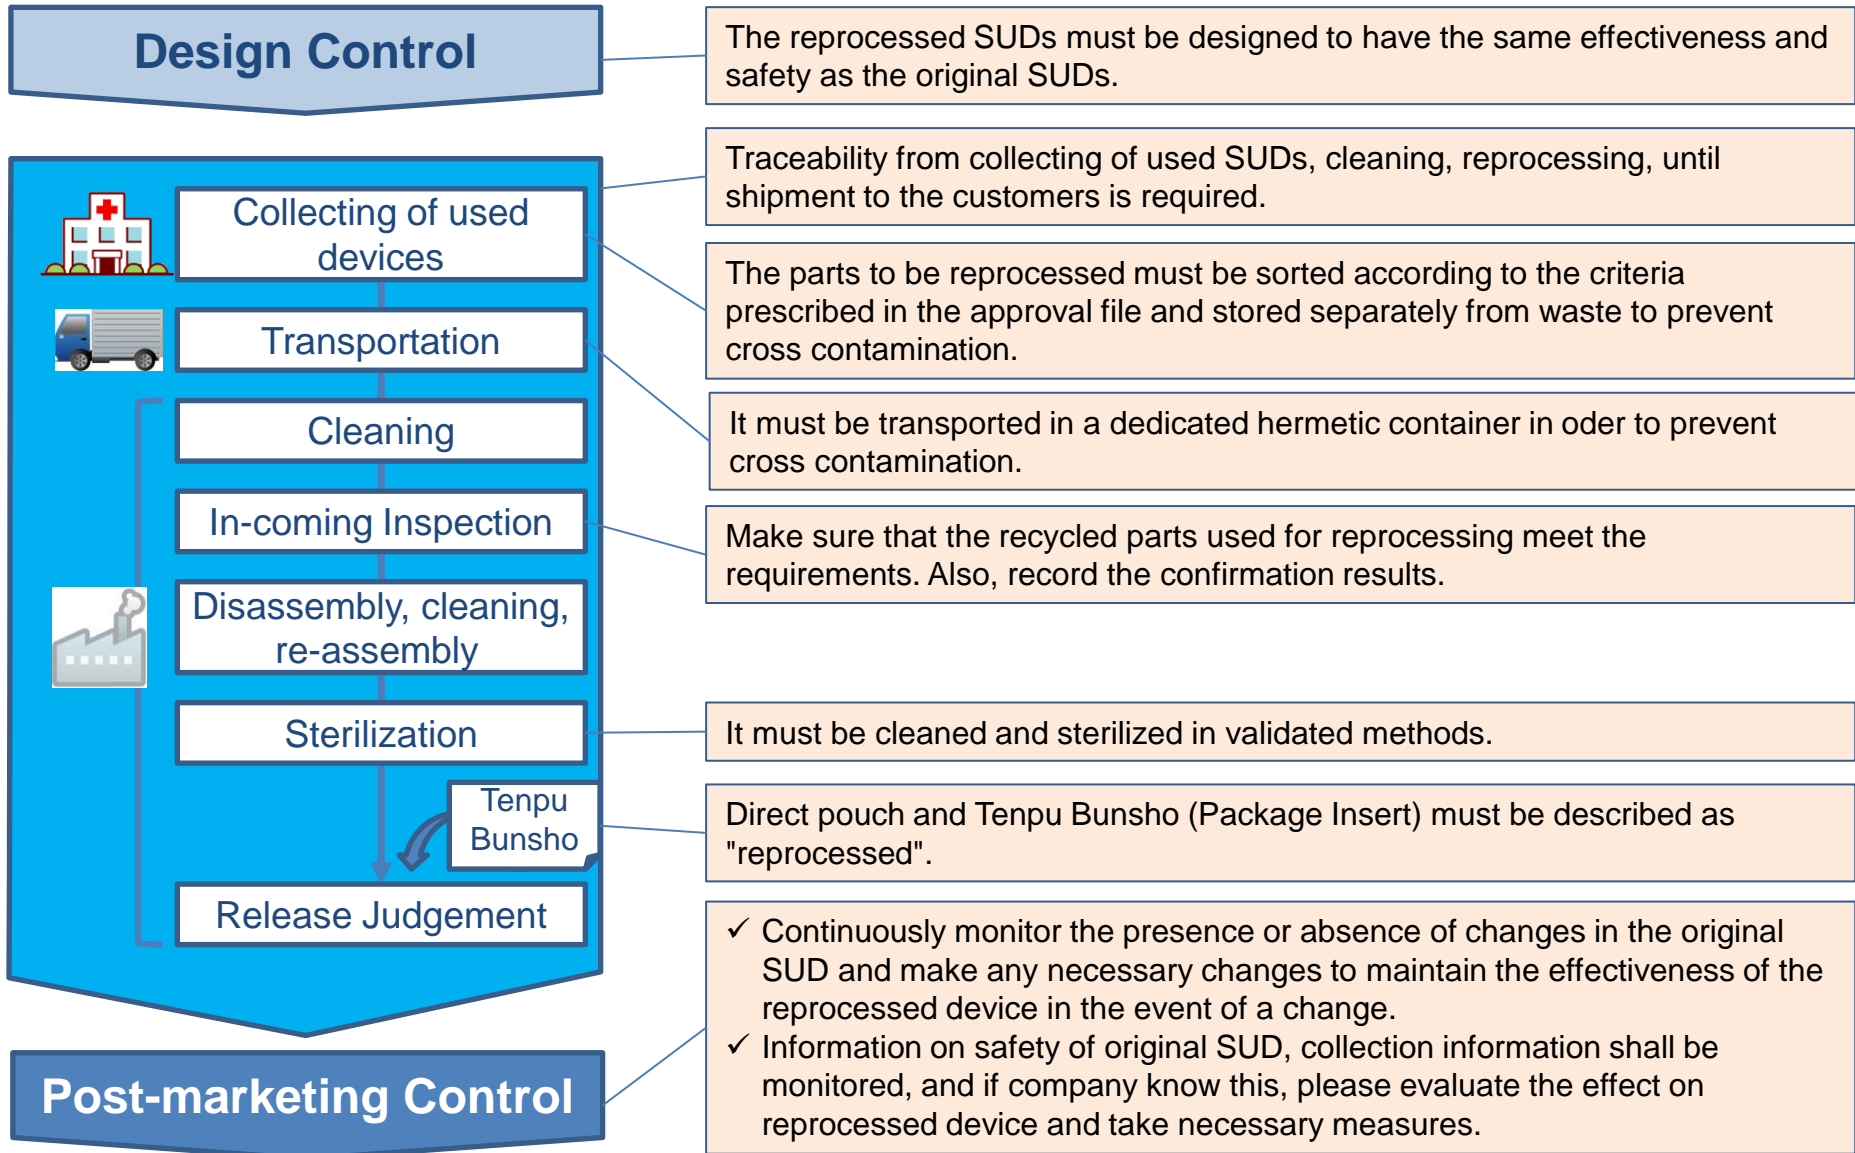 Design Control
The reprocessed SUDs must be designed to have the same effectiveness and
safety as the original SUDs.
Traceability from collecting of used SUDs, cleaning, reprocessing, until
shipment to the customers is required.
Collecting of used
devices
The parts to be reprocessed must be sorted according to the criteria
prescribed in the approval file and stored separately from waste to prevent
cross contamination.
Transportation
It must be transported in a dedicated hermetic container in oder to prevent
cross contamination.
Cleaning
In-coming Inspection
Make sure that the recycled parts used for reprocessing meet the
requirements. Also, record the confirmation results.
Disassembly, cleaning,
re-assembly
Sterilization
It must be cleaned and sterilized in validated methods.
Tenpu
Bunsho
Direct pouch and Tenpu Bunsho (Package Insert) must be described as
"reprocessed".
Release Judgement
✓ Continuously monitor the presence or absence of changes in the original
SUD and make any necessary changes to maintain the effectiveness of the
reprocessed device in the event of a change.
✓ Information on safety of original SUD, collection information shall be
monitored, and if company know this, please evaluate the effect on
reprocessed device and take necessary measures.
Post-marketing Control